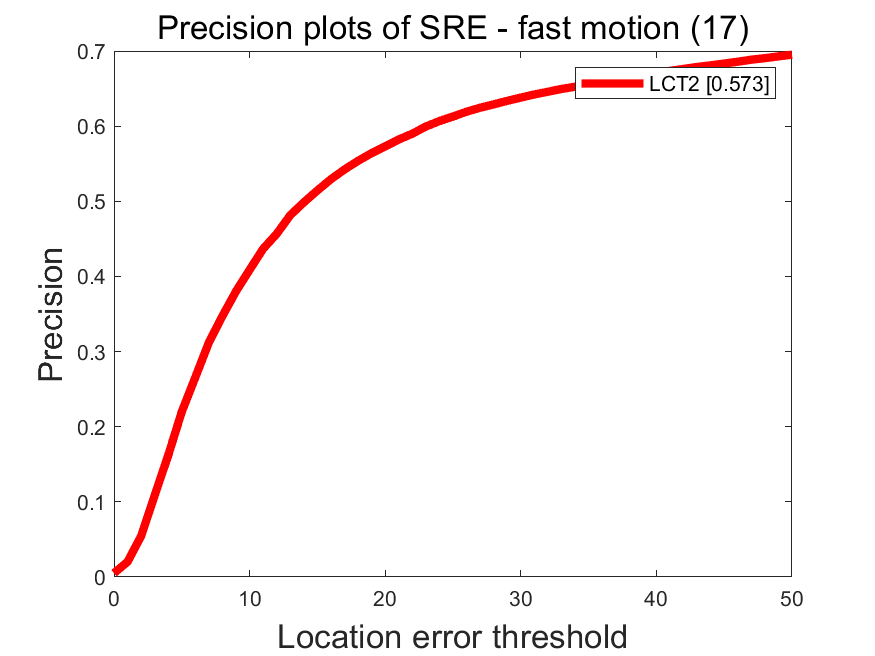 Precision plots of SRE - fast motion (17)
LCT2 [0.573]
Precision
0.7
0.6
0.5
0.4
0.3
0.2
0.1
0
0 10 20 30 40 50
Location error threshold